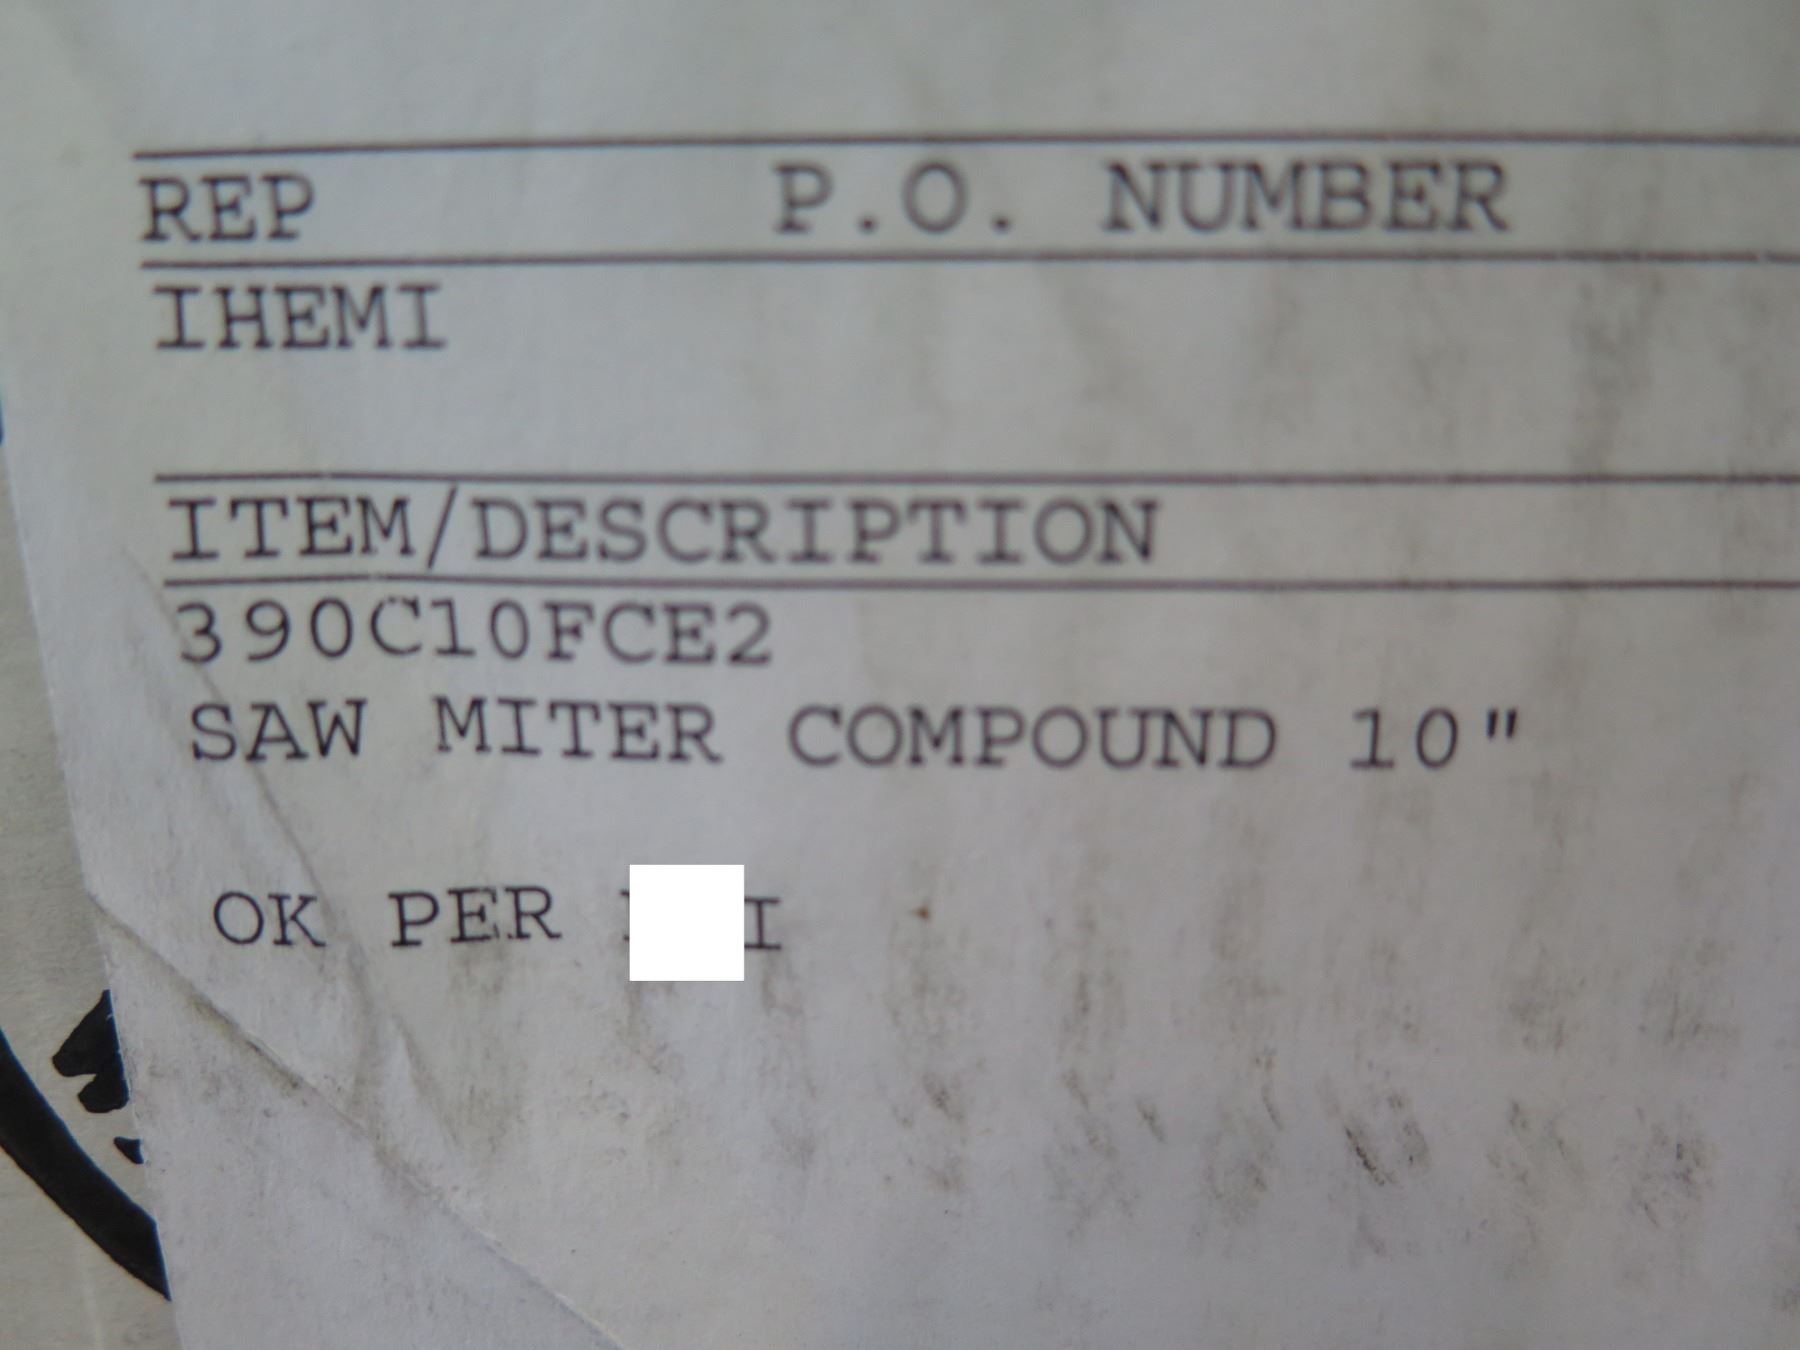 REP P.O. NUMBER
IHEMI
ITEM/DESCRIPTION
390C10FCE2
SAW MITER COMPOUND 10"
OK PER